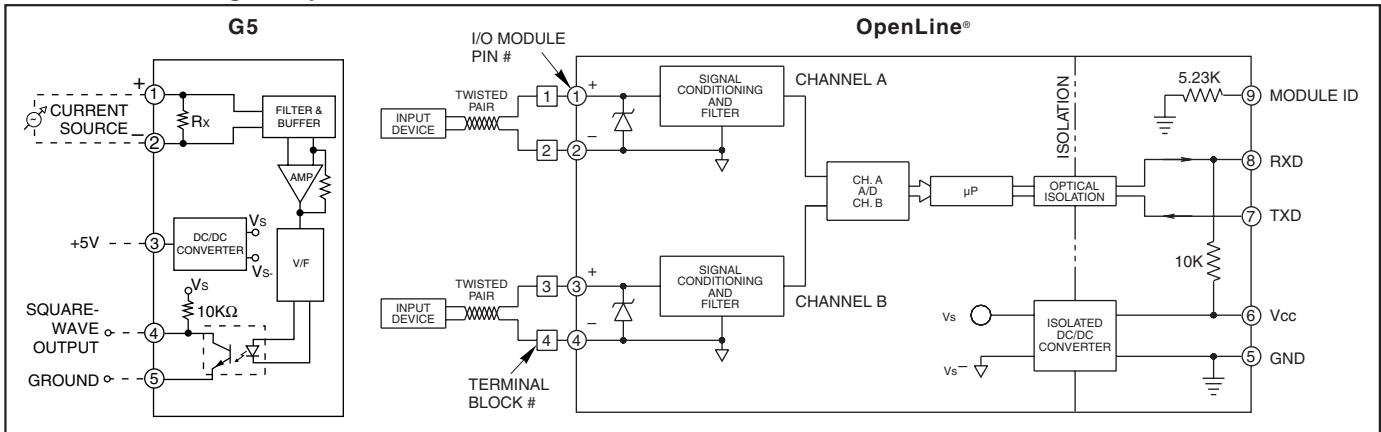 G5
+
1
CURRENT
SOURCE
−
2
RX
FILTER &
BUFFER
AMP
+5V
3
DC/DC
CONVERTER
VS
VS-
V/F
VS
10KΩ
SQUARE-
WAVE
OUTPUT
4
GROUND
5
OpenLine®
I/O MODULE
PIN #
INPUT
DEVICE
TWISTED
PAIR
1
1
+
2
2
−
SIGNAL
CONDITIONING
AND
FILTER
CHANNEL A
INPUT
DEVICE
TWISTED
PAIR
3
3
+
4
4
−
SIGNAL
CONDITIONING
AND
FILTER
CHANNEL B
TERMINAL
BLOCK #
CH. A
A/D
CH. B
µP
OPTICAL
ISOLATION
ISOLATION
5.23K
9
MODULE ID
8
RXD
7
TXD
10K
Vs
Vs−
ISOLATED
DC/DC
CONVERTER
6
Vcc
5
GND